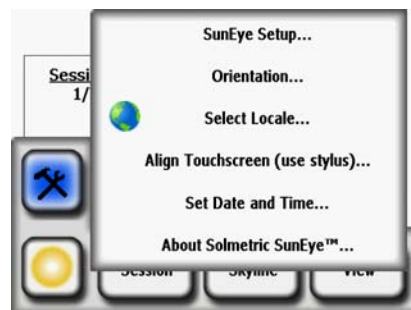 SunEye Setup...
Sessi
Orientation...
1/
Select Locale...
Align Touchscreen (use stylus)...
Set Date and Time...
About Solmetric SunEye™...
Session Skyline View